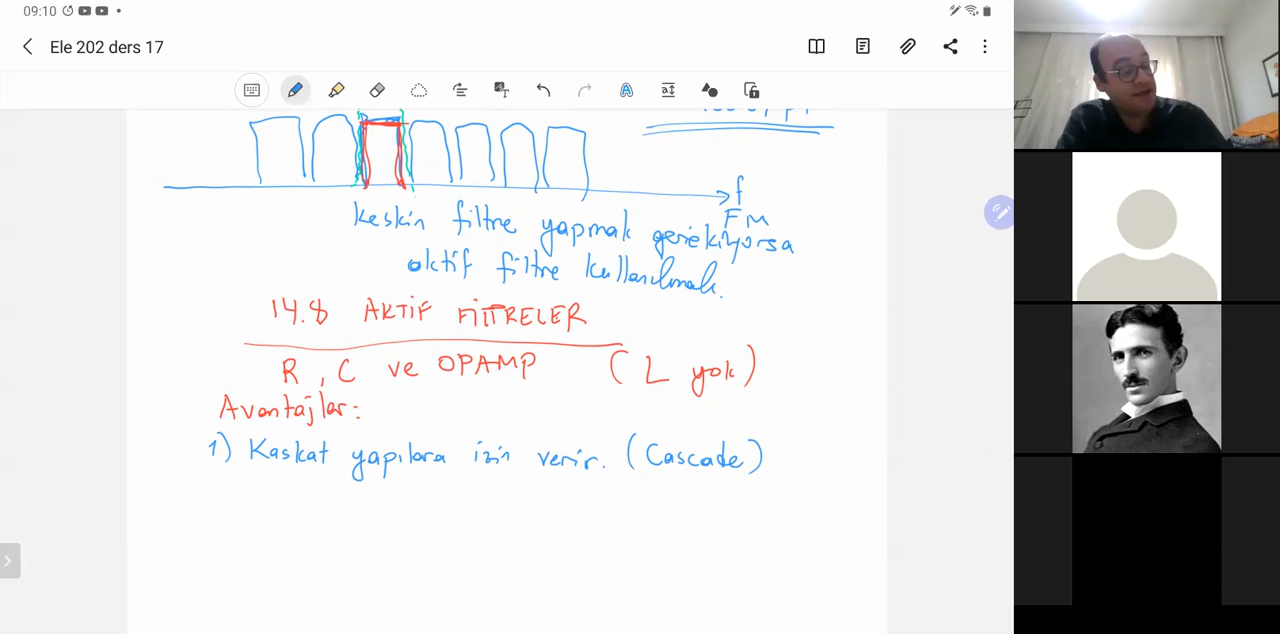 09:10
Ele 202 ders 17
f
FM
keskin filtre yapmak gerekiyorsa
aktif filtre kullanılmalı.
14.8 AKTİF FİLTRELER
R, C ve OPAMP (L yok)
Avantajlar:
1) Kaskat yapılara izin verir. (Cascade)